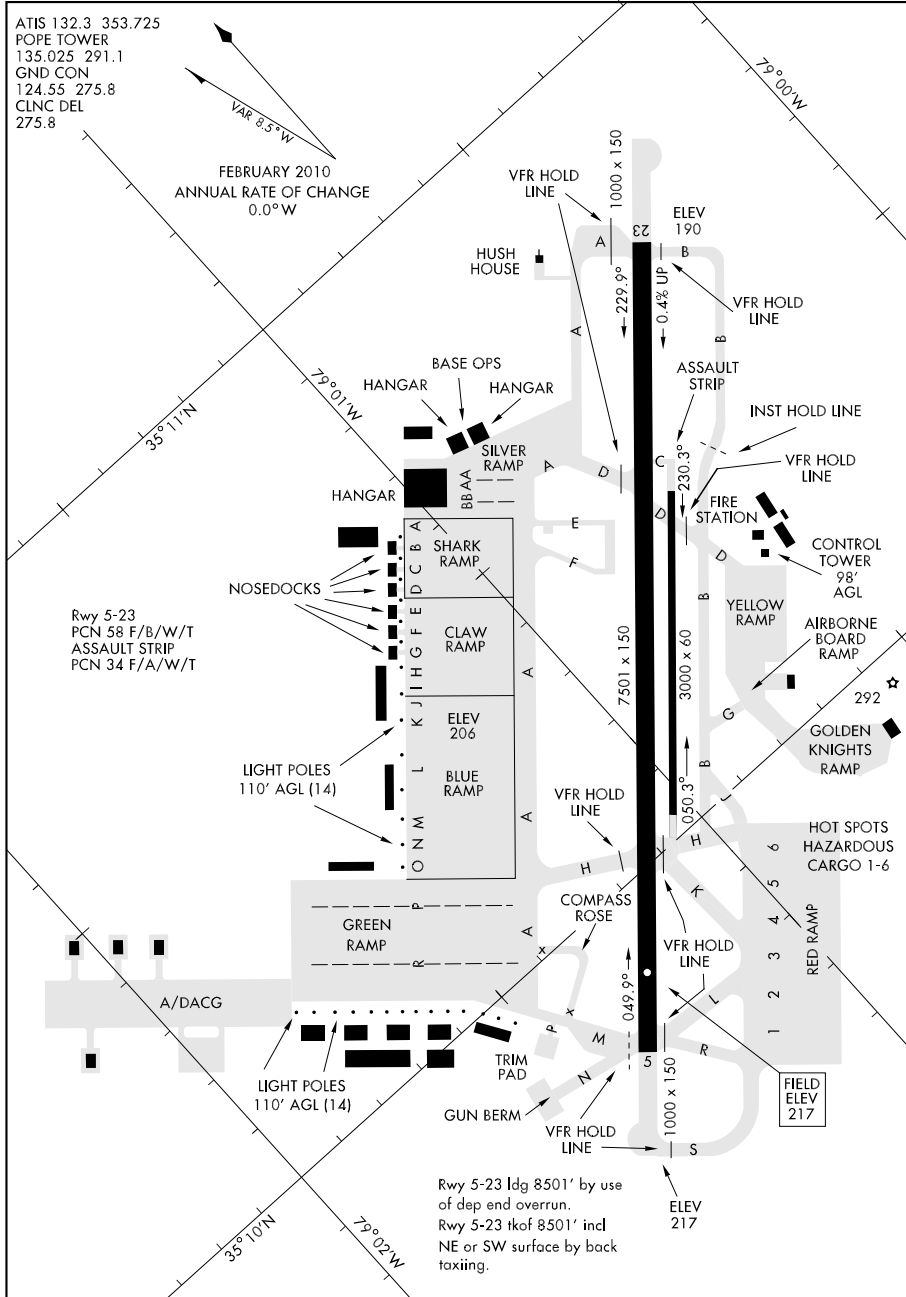 ATIS 132.3 353.725
POPE TOWER
135.025 291.1
GND CON
124.55 275.8
CLNC DEL
275.8
VAR 8.5° W
FEBRUARY 2010
ANNUAL RATE OF CHANGE
0.0° W
79°00'W
VFR HOLD
LINE
1000 x 150
ELEV
190
23
A
B
HUSH
HOUSE
229.9°
0.4% UP
VFR HOLD
LINE
A
B
35°11'N
79°01'W
BASE OPS
HANGAR
HANGAR
ASSAULT
STRIP
INST HOLD LINE
SILVER
RAMP
A
D
C
230.3°
VFR HOLD
LINE
HANGAR
BB AA
FIRE
STATION
D
D
E
F
CONTROL
TOWER
98'
AGL
SHARK
RAMP
A
B
C
D
NOSEDOCKS
E
F
G
H
I
J
K
L
M
N
O
CLAW
RAMP
YELLOW
RAMP
B
AIRBORNE
BOARD
RAMP
Rwy 5-23
PCN 58 F/B/W/T
ASSAULT STRIP
PCN 34 F/A/W/T
A
7501 x 150
3000 x 60
292
G
GOLDEN
KNIGHTS
RAMP
ELEV
206
BLUE
RAMP
LIGHT POLES
110' AGL (14)
B
J
050.3°
VFR HOLD
LINE
A
H
H
K
HOT SPOTS
HAZARDOUS
CARGO 1-6
6
5
4
3
2
1
RED RAMP
COMPASS
ROSE
P
GREEN
RAMP
R
A
x
x
VFR HOLD
LINE
049.9°
L
A/DACG
P
M
R
N
5
TRIM
PAD
LIGHT POLES
110' AGL (14)
GUN BERM
VFR HOLD
LINE
1000 x 150
FIELD
ELEV
217
S
ELEV
217
Rwy 5-23 ldg 8501' by use
of dep end overrun.
Rwy 5-23 tkof 8501' incl
NE or SW surface by back
taxiing.
35°10'N
79°02'W